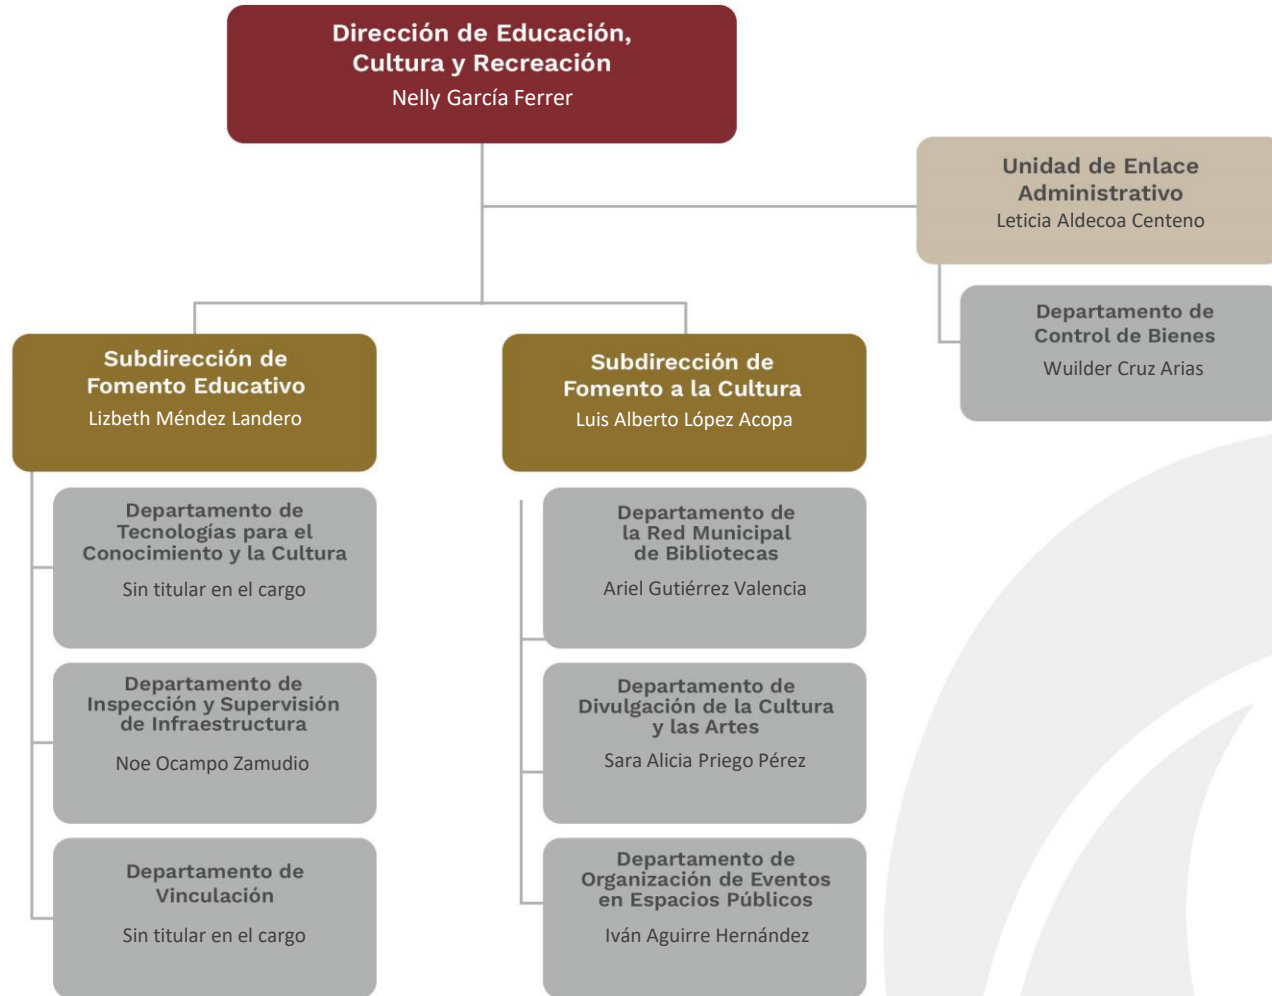 Dirección de Educación,
Cultura y Recreación
Nelly García Ferrer
Unidad de Enlace
Administrativo
Leticia Aldecoa Centeno
Departamento de
Control de Bienes
Wuilder Cruz Arias
Subdirección de
Fomento Educativo
Lizbeth Méndez Landero
Subdirección de
Fomento a la Cultura
Luis Alberto López Acopa
Departamento de
Tecnologías para el
Conocimiento y la Cultura
Sin titular en el cargo
Departamento de
Inspección y Supervisión
de Infraestructura
Noe Ocampo Zamudio
Departamento de
Vinculación
Sin titular en el cargo
Departamento de
la Red Municipal
de Bibliotecas
Ariel Gutiérrez Valencia
Departamento de
Divulgación de la Cultura
y las Artes
Sara Alicia Priego Pérez
Departamento de
Organización de Eventos
en Espacios Públicos
Iván Aguirre Hernández